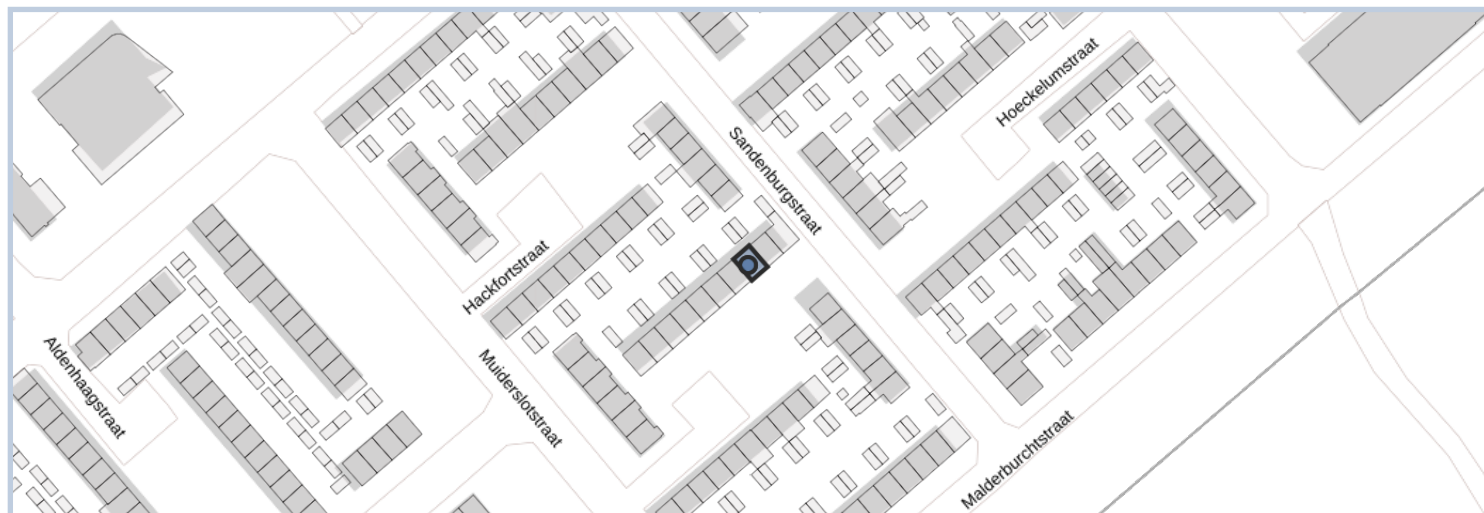 Hoeckelumstraat
Sandenburgstraat
Hackfortstraat
Aldenhaagstraat
Muiderslotstraat
Malderburchtstraat